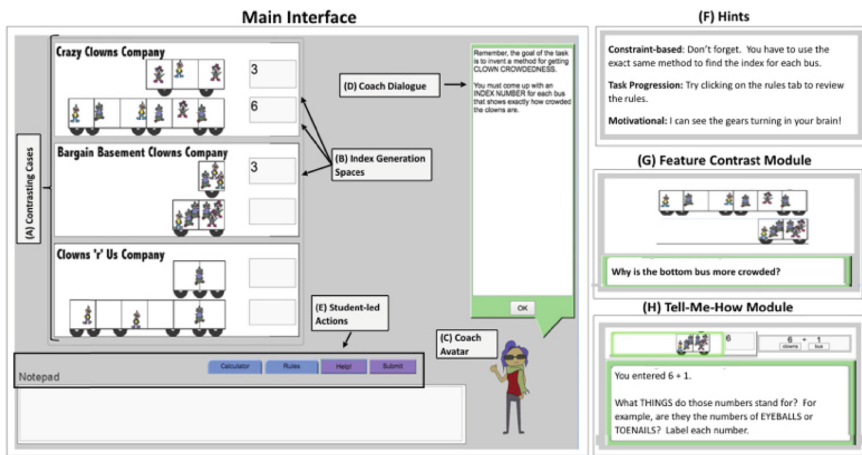 Main Interface
Crazy Clowns Company
3
6
Bargain Basement Clowns Company
3
Clowns 'r' Us Company
(A) Contrasting Cases
(B) Index Generation
Spaces
(D) Coach Dialogue
Remember, the goal of the task
is to invent a method for getting
CLOWN CROWDEDNESS.
You must come up with an
INDEX NUMBER for each bus
that shows exactly how crowded
the clowns are.
OK
(E) Student-led
Actions
(C) Coach
Avatar
Calculator
Rules
Help!
Submit
Notepad
(F) Hints
Constraint-based: Don't forget. You have to use the
exact same method to find the index for each bus.
Task Progression: Try clicking on the rules tab to review
the rules.
Motivational: I can see the gears turning in your brain!
(G) Feature Contrast Module
Why is the bottom bus more crowded?
(H) Tell-Me-How Module
6
6 ÷ 1
clowns bus
You entered 6 ÷ 1.
What THINGS do those numbers stand for? For
example, are they the numbers of EYEBALLS or
TOENAILS? Label each number.